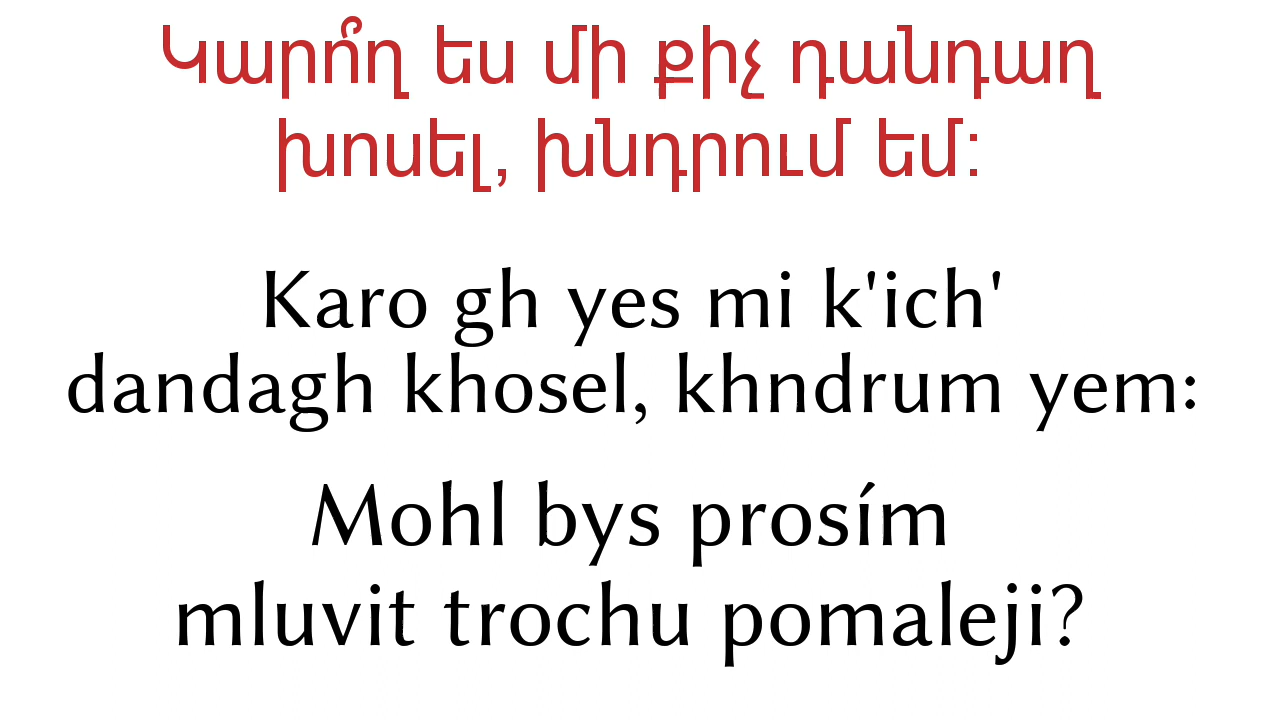 Կարո՞ղ ես մի քիչ դանդաղ
խոսել, խնդրում եմ:
Karo gh yes mi k'ich'
dandagh khosel, khndrum yem:
Mohl bys prosím
mluvit trochu pomaleji?